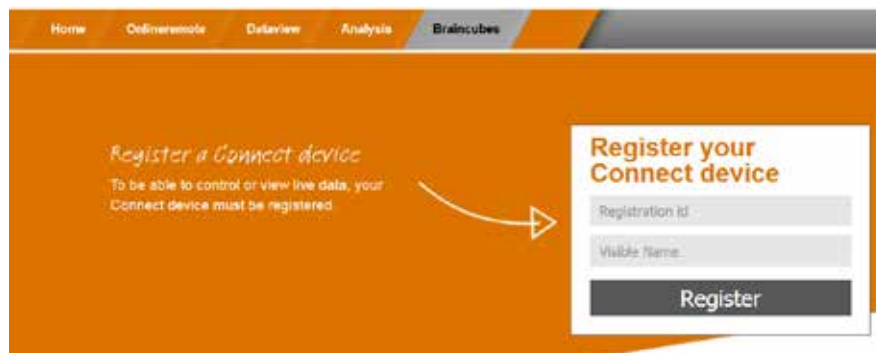 Home Onlineremote Dataview Analysis Braincubes
Register a Connect device
To be able to control or view live data, your
Connect device must be registered.
Register your
Connect device
Registration Id
Visible Name
Register